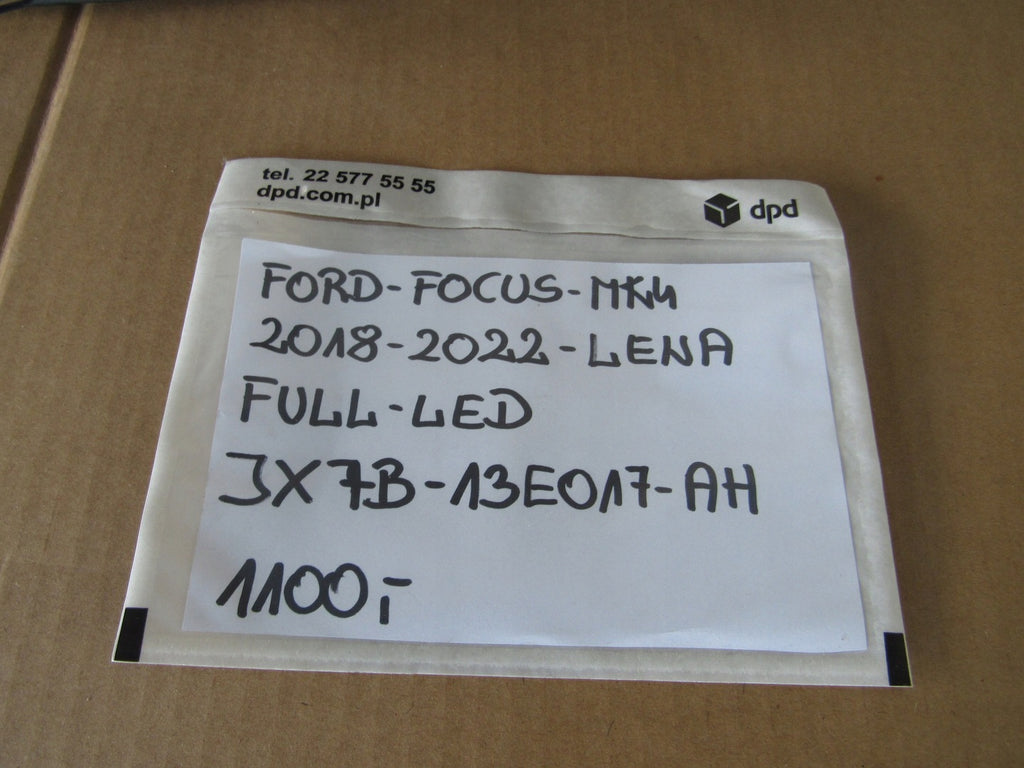 tel. 22 577 55 55
dpd.com.pl
dpd
FORD-FOCUS-MK4
2018-2022-LENA
FULL-LED
JX7B-13E017-AH
1100,-